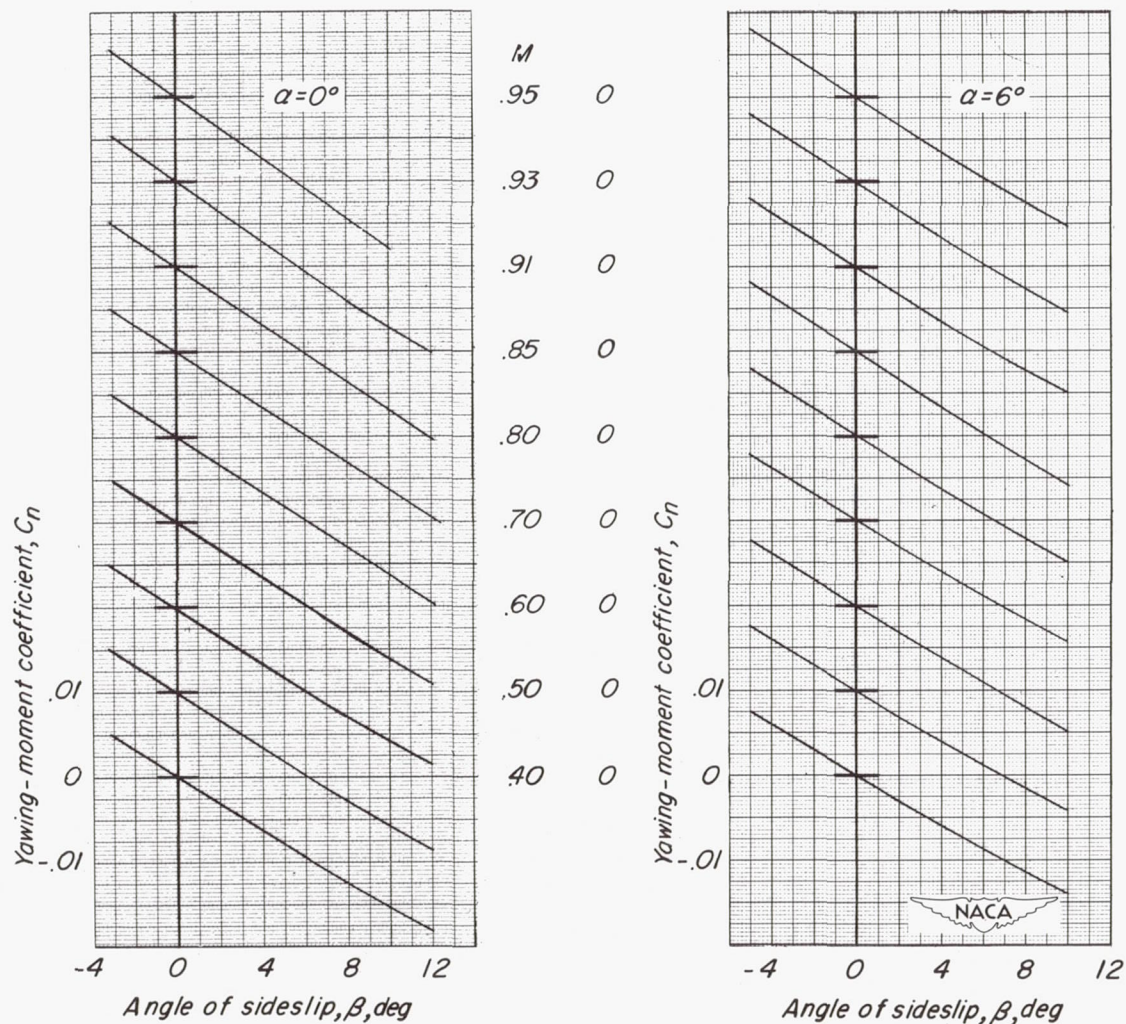 M
α=0°
.95 0
α=6°
.93 0
.91 0
.85 0
.80 0
.70 0
.60 0
.50 0
.40 0
Yawing-moment coefficient, Cn
.01
0
-.01
-4 0 4 8 12
Angle of sideslip, β, deg
Yawing-moment coefficient, Cn
.01
0
-.01
NACA
-4 0 4 8 12
Angle of sideslip, β, deg